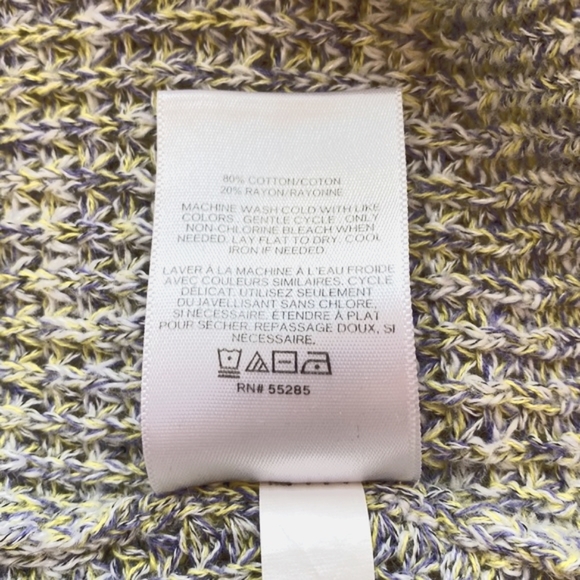 80% COTTON/COTON
20% RAYON/RAYONNE
MACHINE WASH COLD WITH LIKE
COLORS. GENTLE CYCLE. ONLY
NON-CHLORINE BLEACH WHEN
NEEDED. LAY FLAT TO DRY. COOL
IRON IF NEEDED.
LAVER À LA MACHINE À L'EAU FROIDE
AVEC COULEURS SIMILAIRES. CYCLE
DÉLICAT. UTILISEZ SEULEMENT
DU JAVELLISANT SANS CHLORE,
SI NÉCESSAIRE. ÉTENDRE À PLAT
POUR SÉCHER. REPASSAGE DOUX, SI
NÉCESSAIRE.
RN# 55285